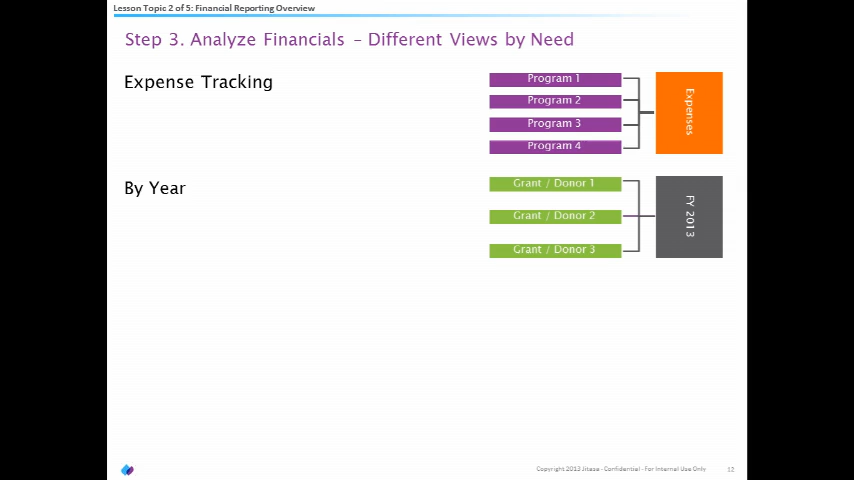 Lesson Topic 2 of 5: Financial Reporting Overview
Step 3. Analyze Financials – Different Views by Need
Expense Tracking
Program 1
Program 2
Program 3
Program 4
Expenses
By Year
Grant / Donor 1
Grant / Donor 2
Grant / Donor 3
FY 2013
Copyright 2013 Jitasa - Confidential - For Internal Use Only
12